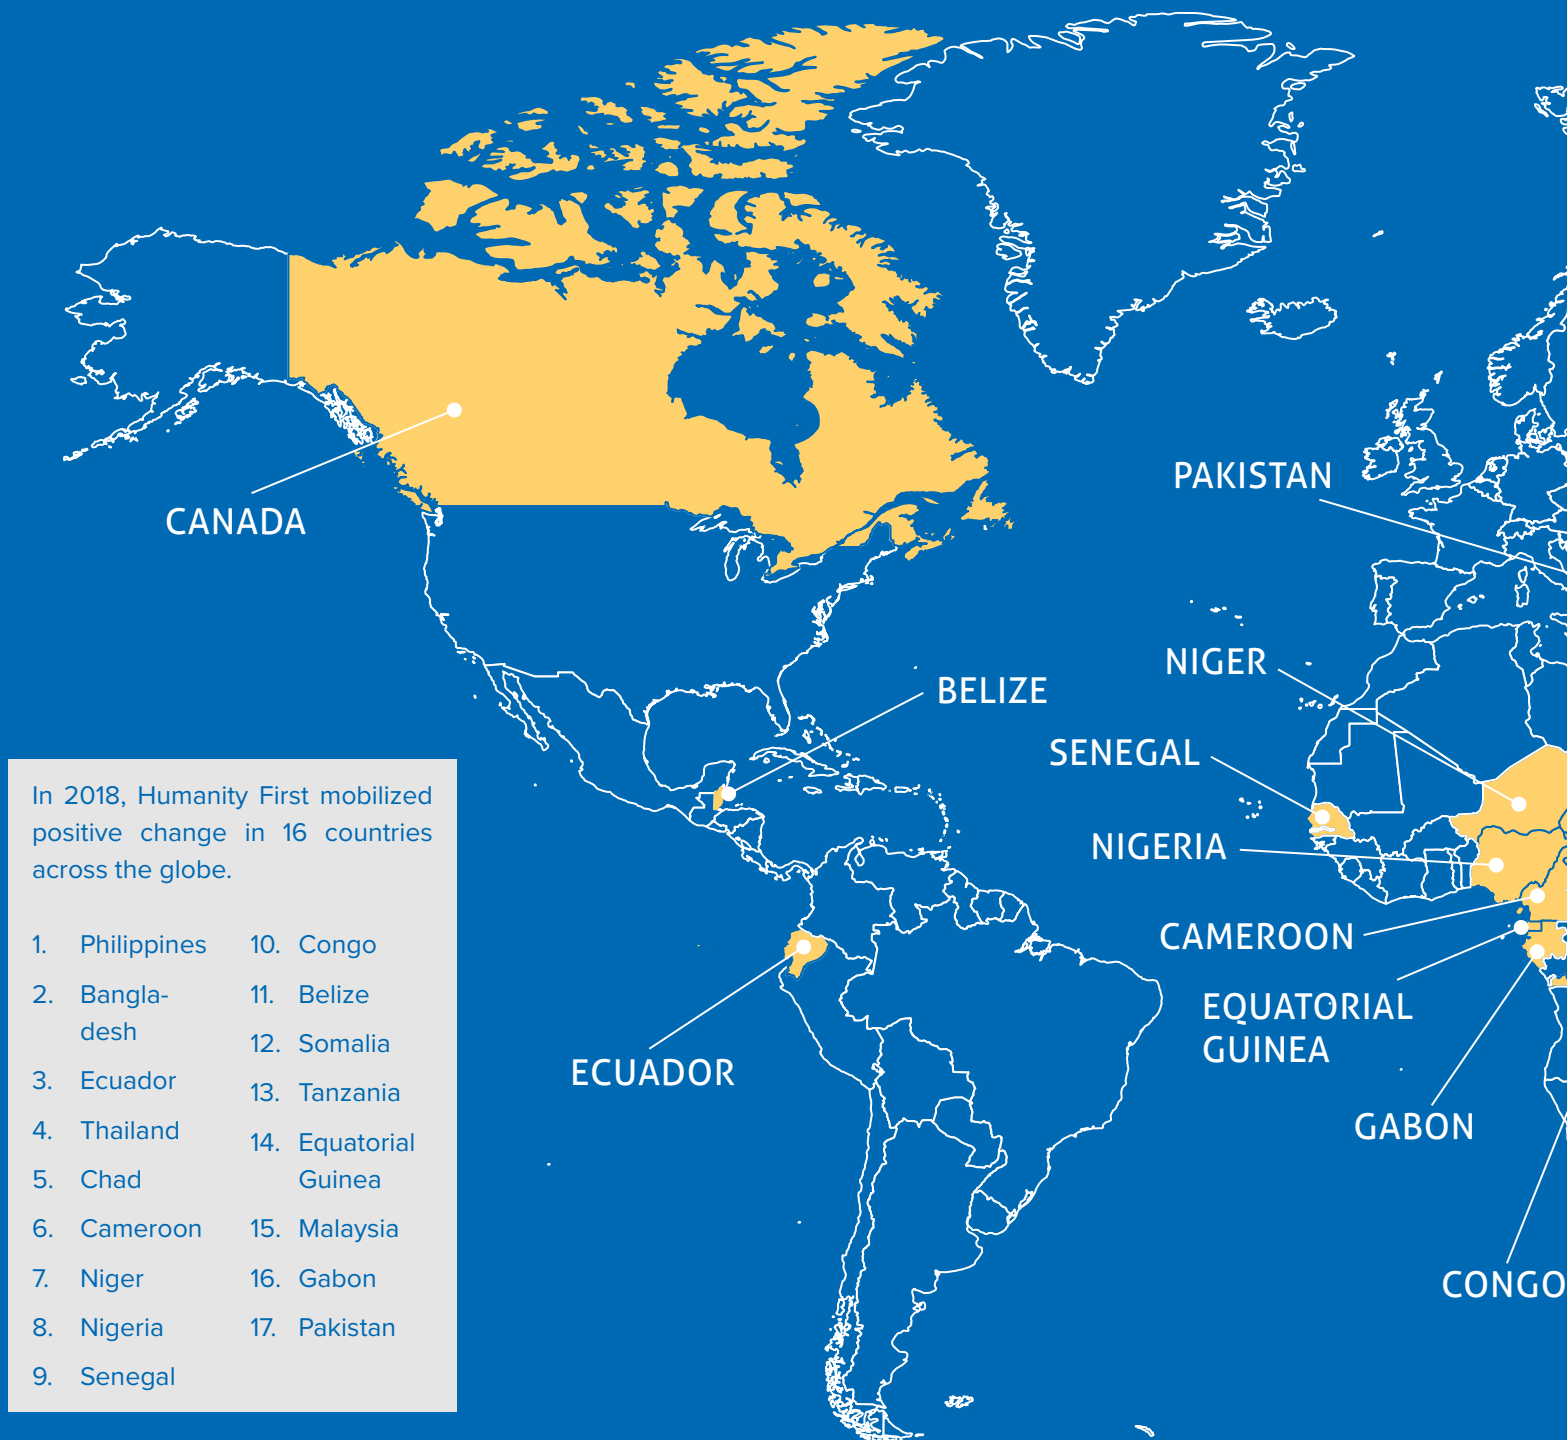 CANADA
PAKISTAN
NIGER
BELIZE
SENEGAL
NIGERIA
CAMEROON
EQUATORIAL
GUINEA
ECUADOR
GABON
CONGO
In 2018, Humanity First mobilized
positive change in 16 countries
across the globe.
1. Philippines
2. Bangla-
desh
3. Ecuador
4. Thailand
5. Chad
6. Cameroon
7. Niger
8. Nigeria
9. Senegal
10. Congo
11. Belize
12. Somalia
13. Tanzania
14. Equatorial
Guinea
15. Malaysia
16. Gabon
17. Pakistan